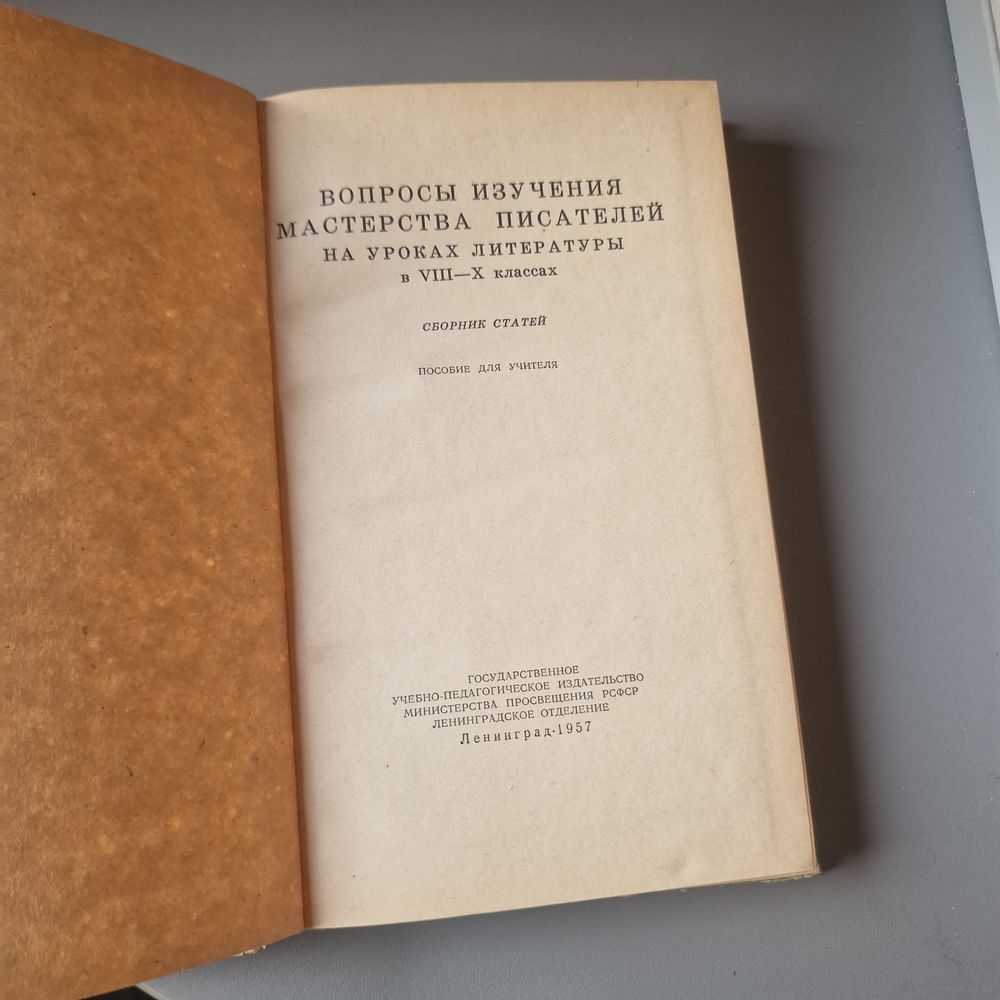 ВОПРОСЫ ИЗУЧЕНИЯ
МАСТЕРСТВА ПИСАТЕЛЕЙ
НА УРОКАХ ЛИТЕРАТУРЫ
в VIII—X классах
СБОРНИК СТАТЕЙ
ПОСОБИЕ ДЛЯ УЧИТЕЛЯ
ГОСУДАРСТВЕННОЕ
УЧЕБНО-ПЕДАГОГИЧЕСКОЕ ИЗДАТЕЛЬСТВО
МИНИСТЕРСТВА ПРОСВЕЩЕНИЯ РСФСР
ЛЕНИНГРАДСКОЕ ОТДЕЛЕНИЕ
Ленинград·1957